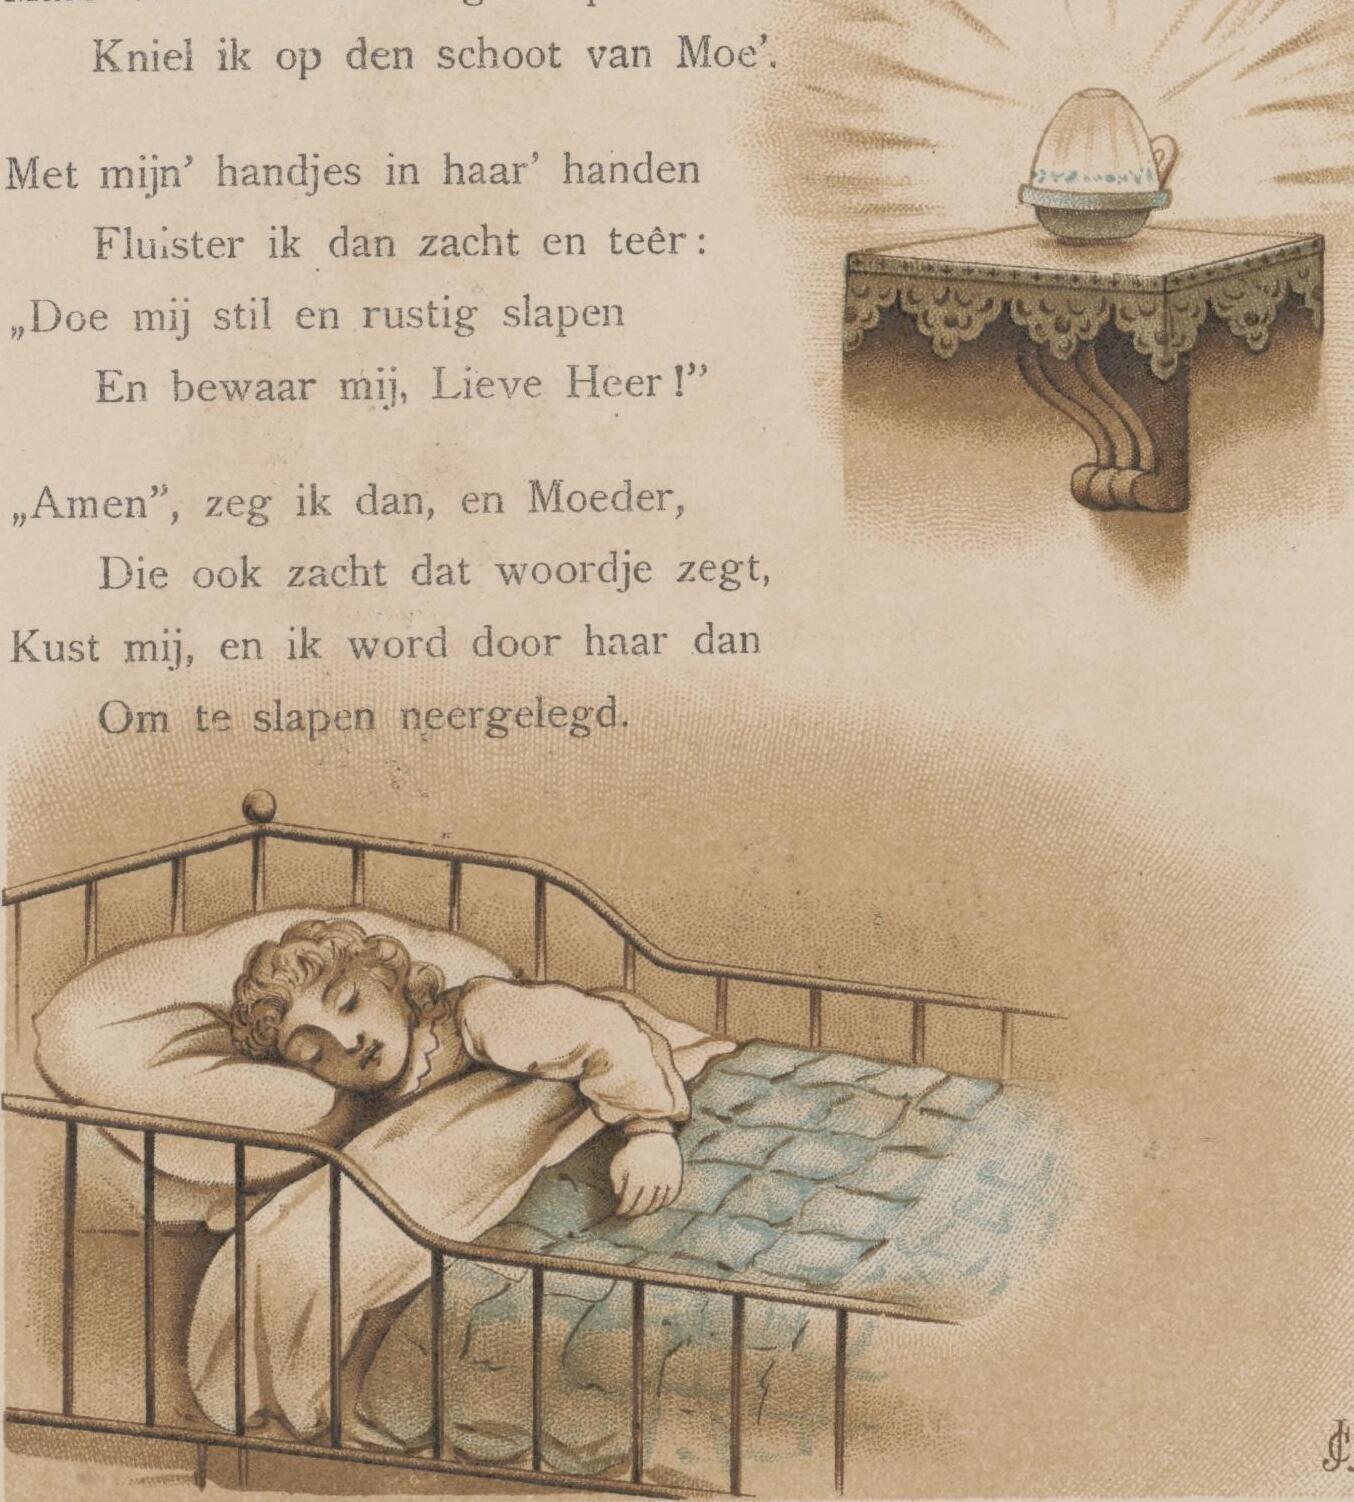 Kniel ik op den schoot van Moe’.
Met mijn’ handjes in haar’ handen
Fluister ik dan zacht en teêr:
„Doe mij stil en rustig slapen
En bewaar mij, Lieve Heer!”
„Amen”, zeg ik dan, en Moeder,
Die ook zacht dat woordje zegt,
Kust mij, en ik word door haar dan
Om te slapen neergelegd.